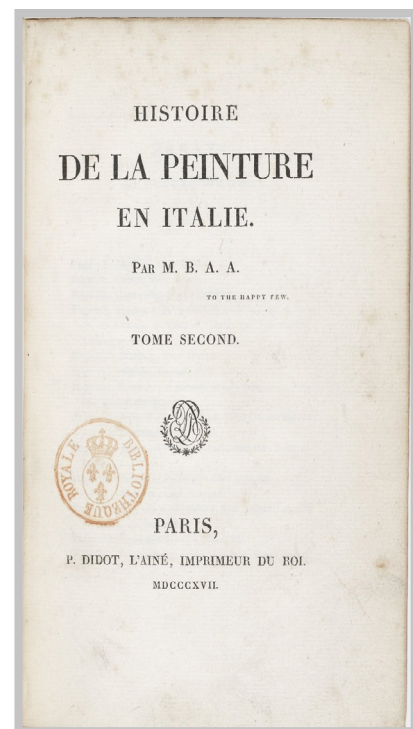 HISTOIRE
DE LA PEINTURE
EN ITALIE.
PAR M. B. A. A.
TO THE HAPPY FEW.
TOME SECOND.
BIBLIOTHEQUE ROYALE
PARIS,
P. DIDOT, L'AINÉ, IMPRIMEUR DU ROI.
MDCCCXVII.